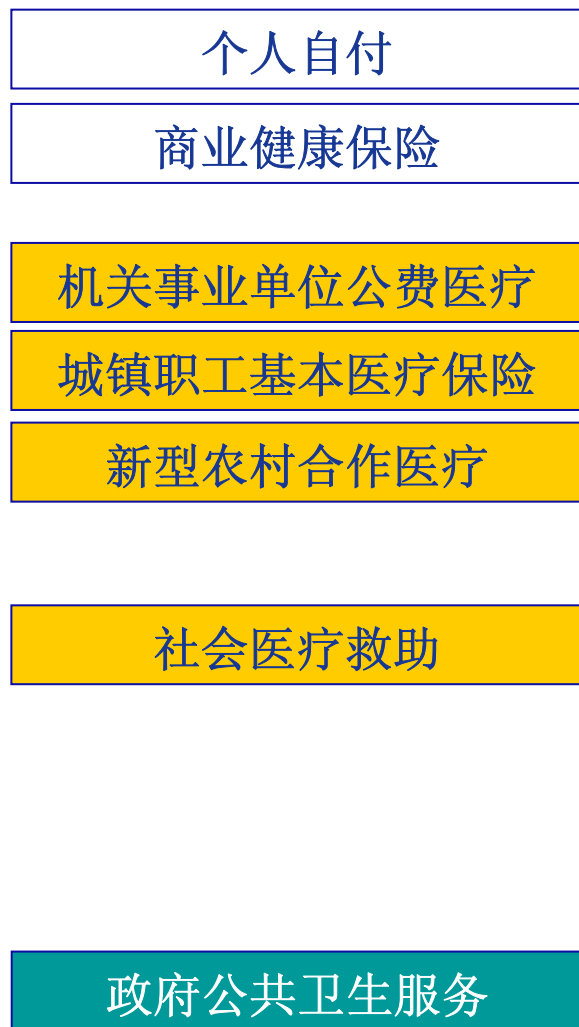 个人自付
商业健康保险
机关事业单位公费医疗
城镇职工基本医疗保险
新型农村合作医疗
社会医疗救助
政府公共卫生服务